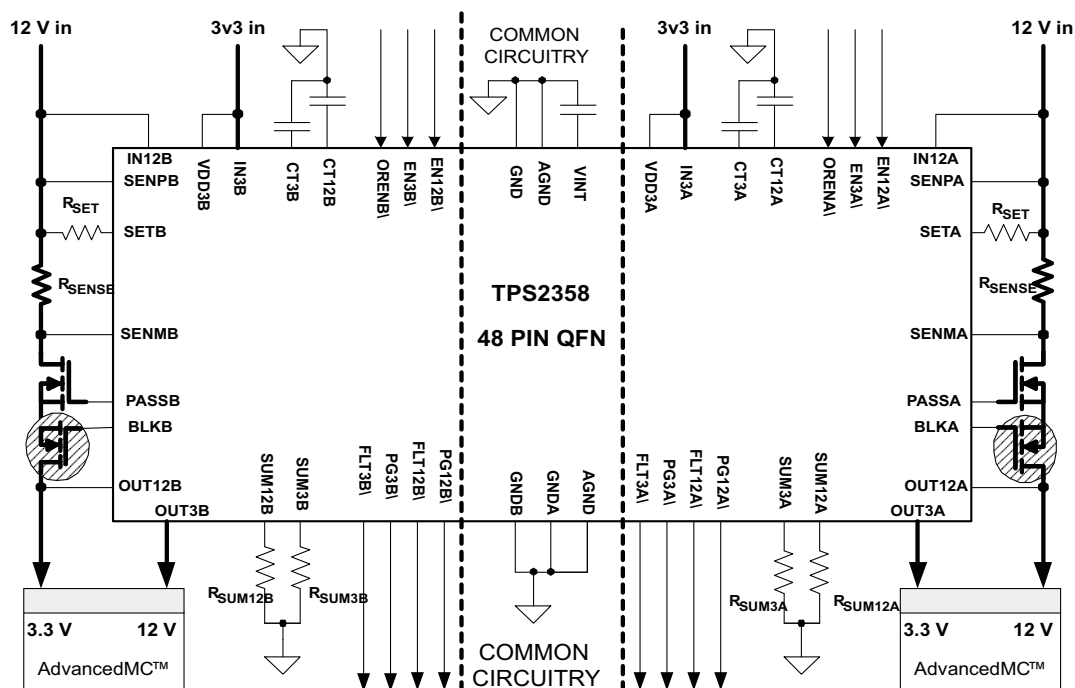 12 V in
3v3 in
COMMON
CIRCUITRY
3v3 in
12 V in
IN12B
VDD3B
IN3B
CT3B
CT12B
ORENB\
EN3B\
EN12B\
GND
AGND
VINT
VDD3A
IN3A
CT3A
CT12A
ORENA\
EN3A\
EN12A\
IN12A
SENPB
SENPA
RSET
SETB
SETA
RSET
RSENSE
RSENSE
TPS2358
48 PIN QFN
SENMB
SENMA
PASSB
PASSA
BLKB
BLKA
OUT12B
OUT12A
OUT3B
SUM12B
SUM3B
FLT3B\
PG3B\
FLT12B\
PG12B\
GNDB
GNDA
AGND
FLT3A\
PG3A\
FLT12A\
PG12A\
SUM3A
SUM12A
OUT3A
RSUM12B
RSUM3B
RSUM3A
RSUM12A
3.3 V
12 V
AdvancedMC™
COMMON
CIRCUITRY
3.3 V
12 V
AdvancedMC™